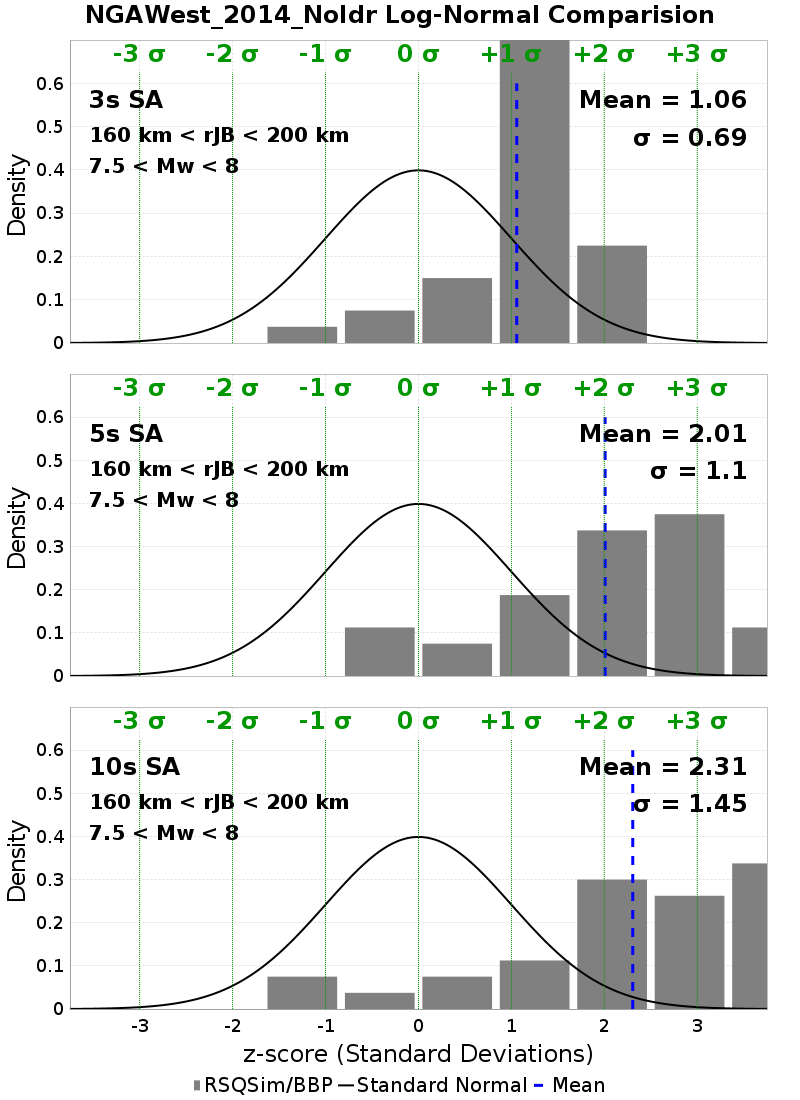 NGAWest_2014_NoIdr Log-Normal Comparision
-3 σ -2 σ -1 σ 0 σ +1 σ +2 σ +3 σ
3s SA
160 km < rJB < 200 km
7.5 < Mw < 8
Mean = 1.06
σ = 0.69
0.6
0.5
0.4
0.3
0.2
0.1
0
Density
-3 σ -2 σ -1 σ 0 σ +1 σ +2 σ +3 σ
5s SA
160 km < rJB < 200 km
7.5 < Mw < 8
Mean = 2.01
σ = 1.1
0.6
0.5
0.4
0.3
0.2
0.1
0
Density
-3 σ -2 σ -1 σ 0 σ +1 σ +2 σ +3 σ
10s SA
160 km < rJB < 200 km
7.5 < Mw < 8
Mean = 2.31
σ = 1.45
0.6
0.5
0.4
0.3
0.2
0.1
0
Density
-3 -2 -1 0 1 2 3
z-score (Standard Deviations)
RSQSim/BBP Standard Normal Mean